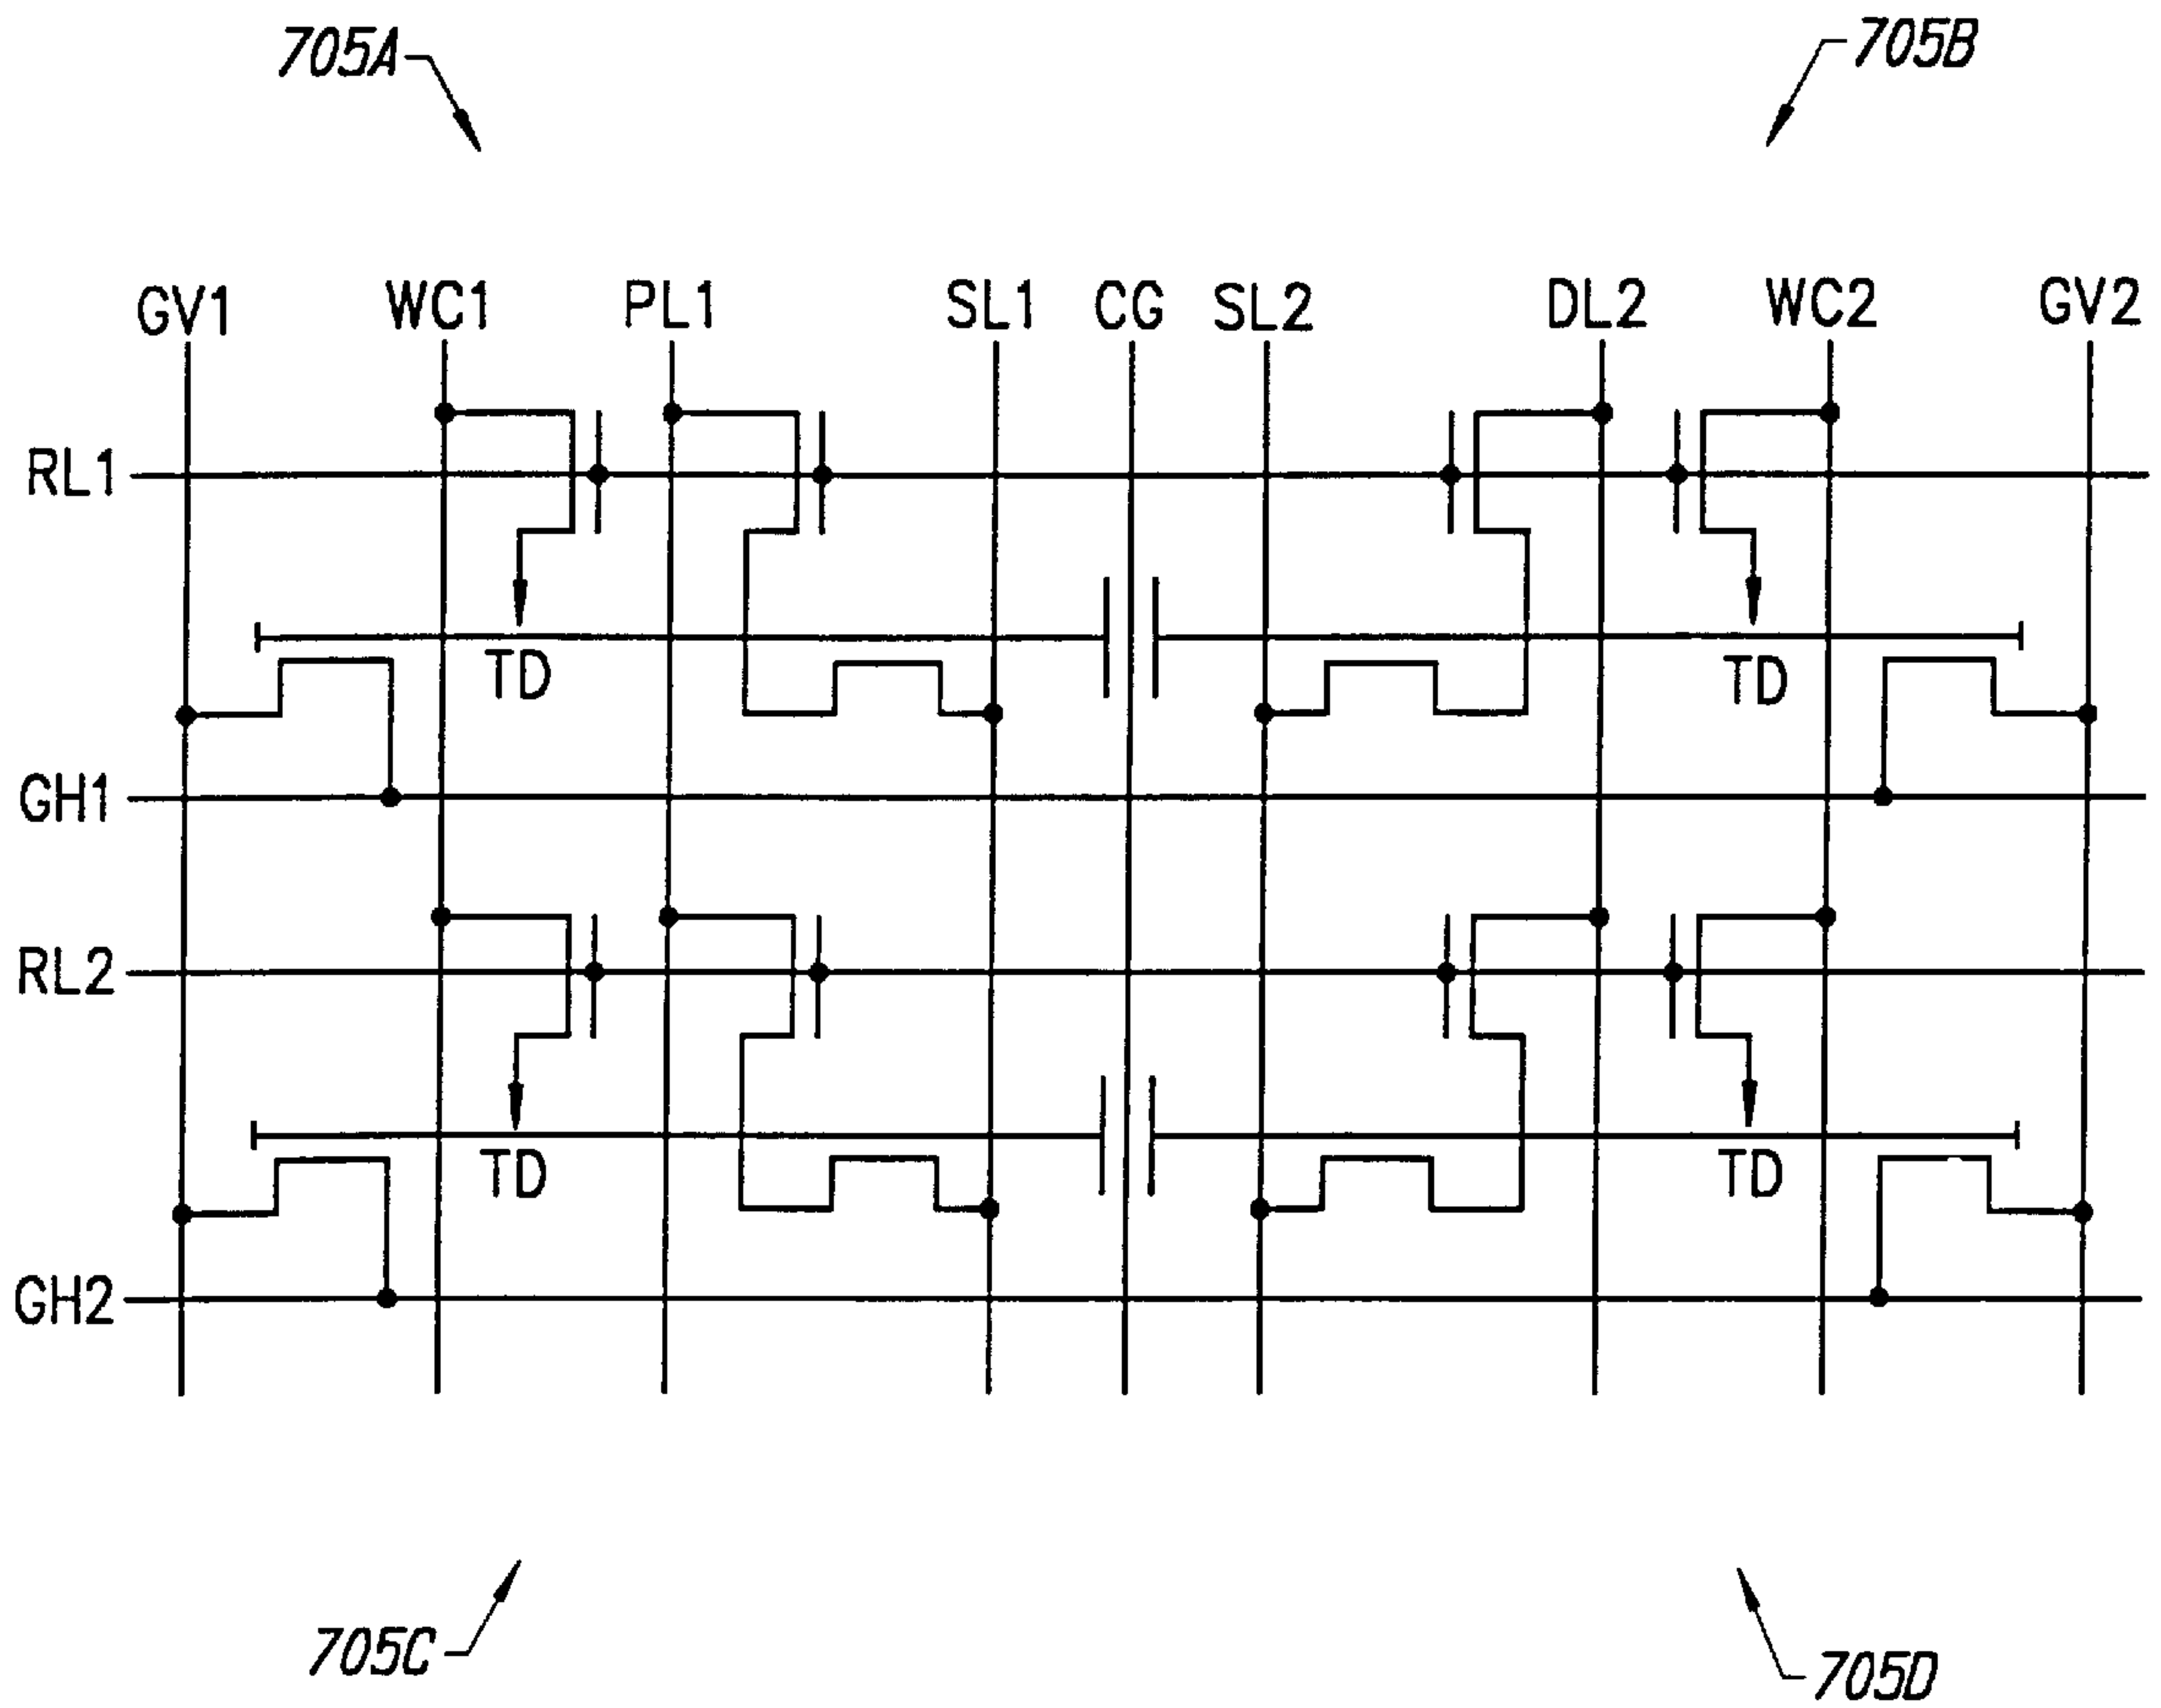 705A 705B
GV1 WC1 PL1 SL1 CG SL2 DL2 WC2 GV2
RL1
TD TD
GH1
RL2
TD TD
GH2
705C 705D